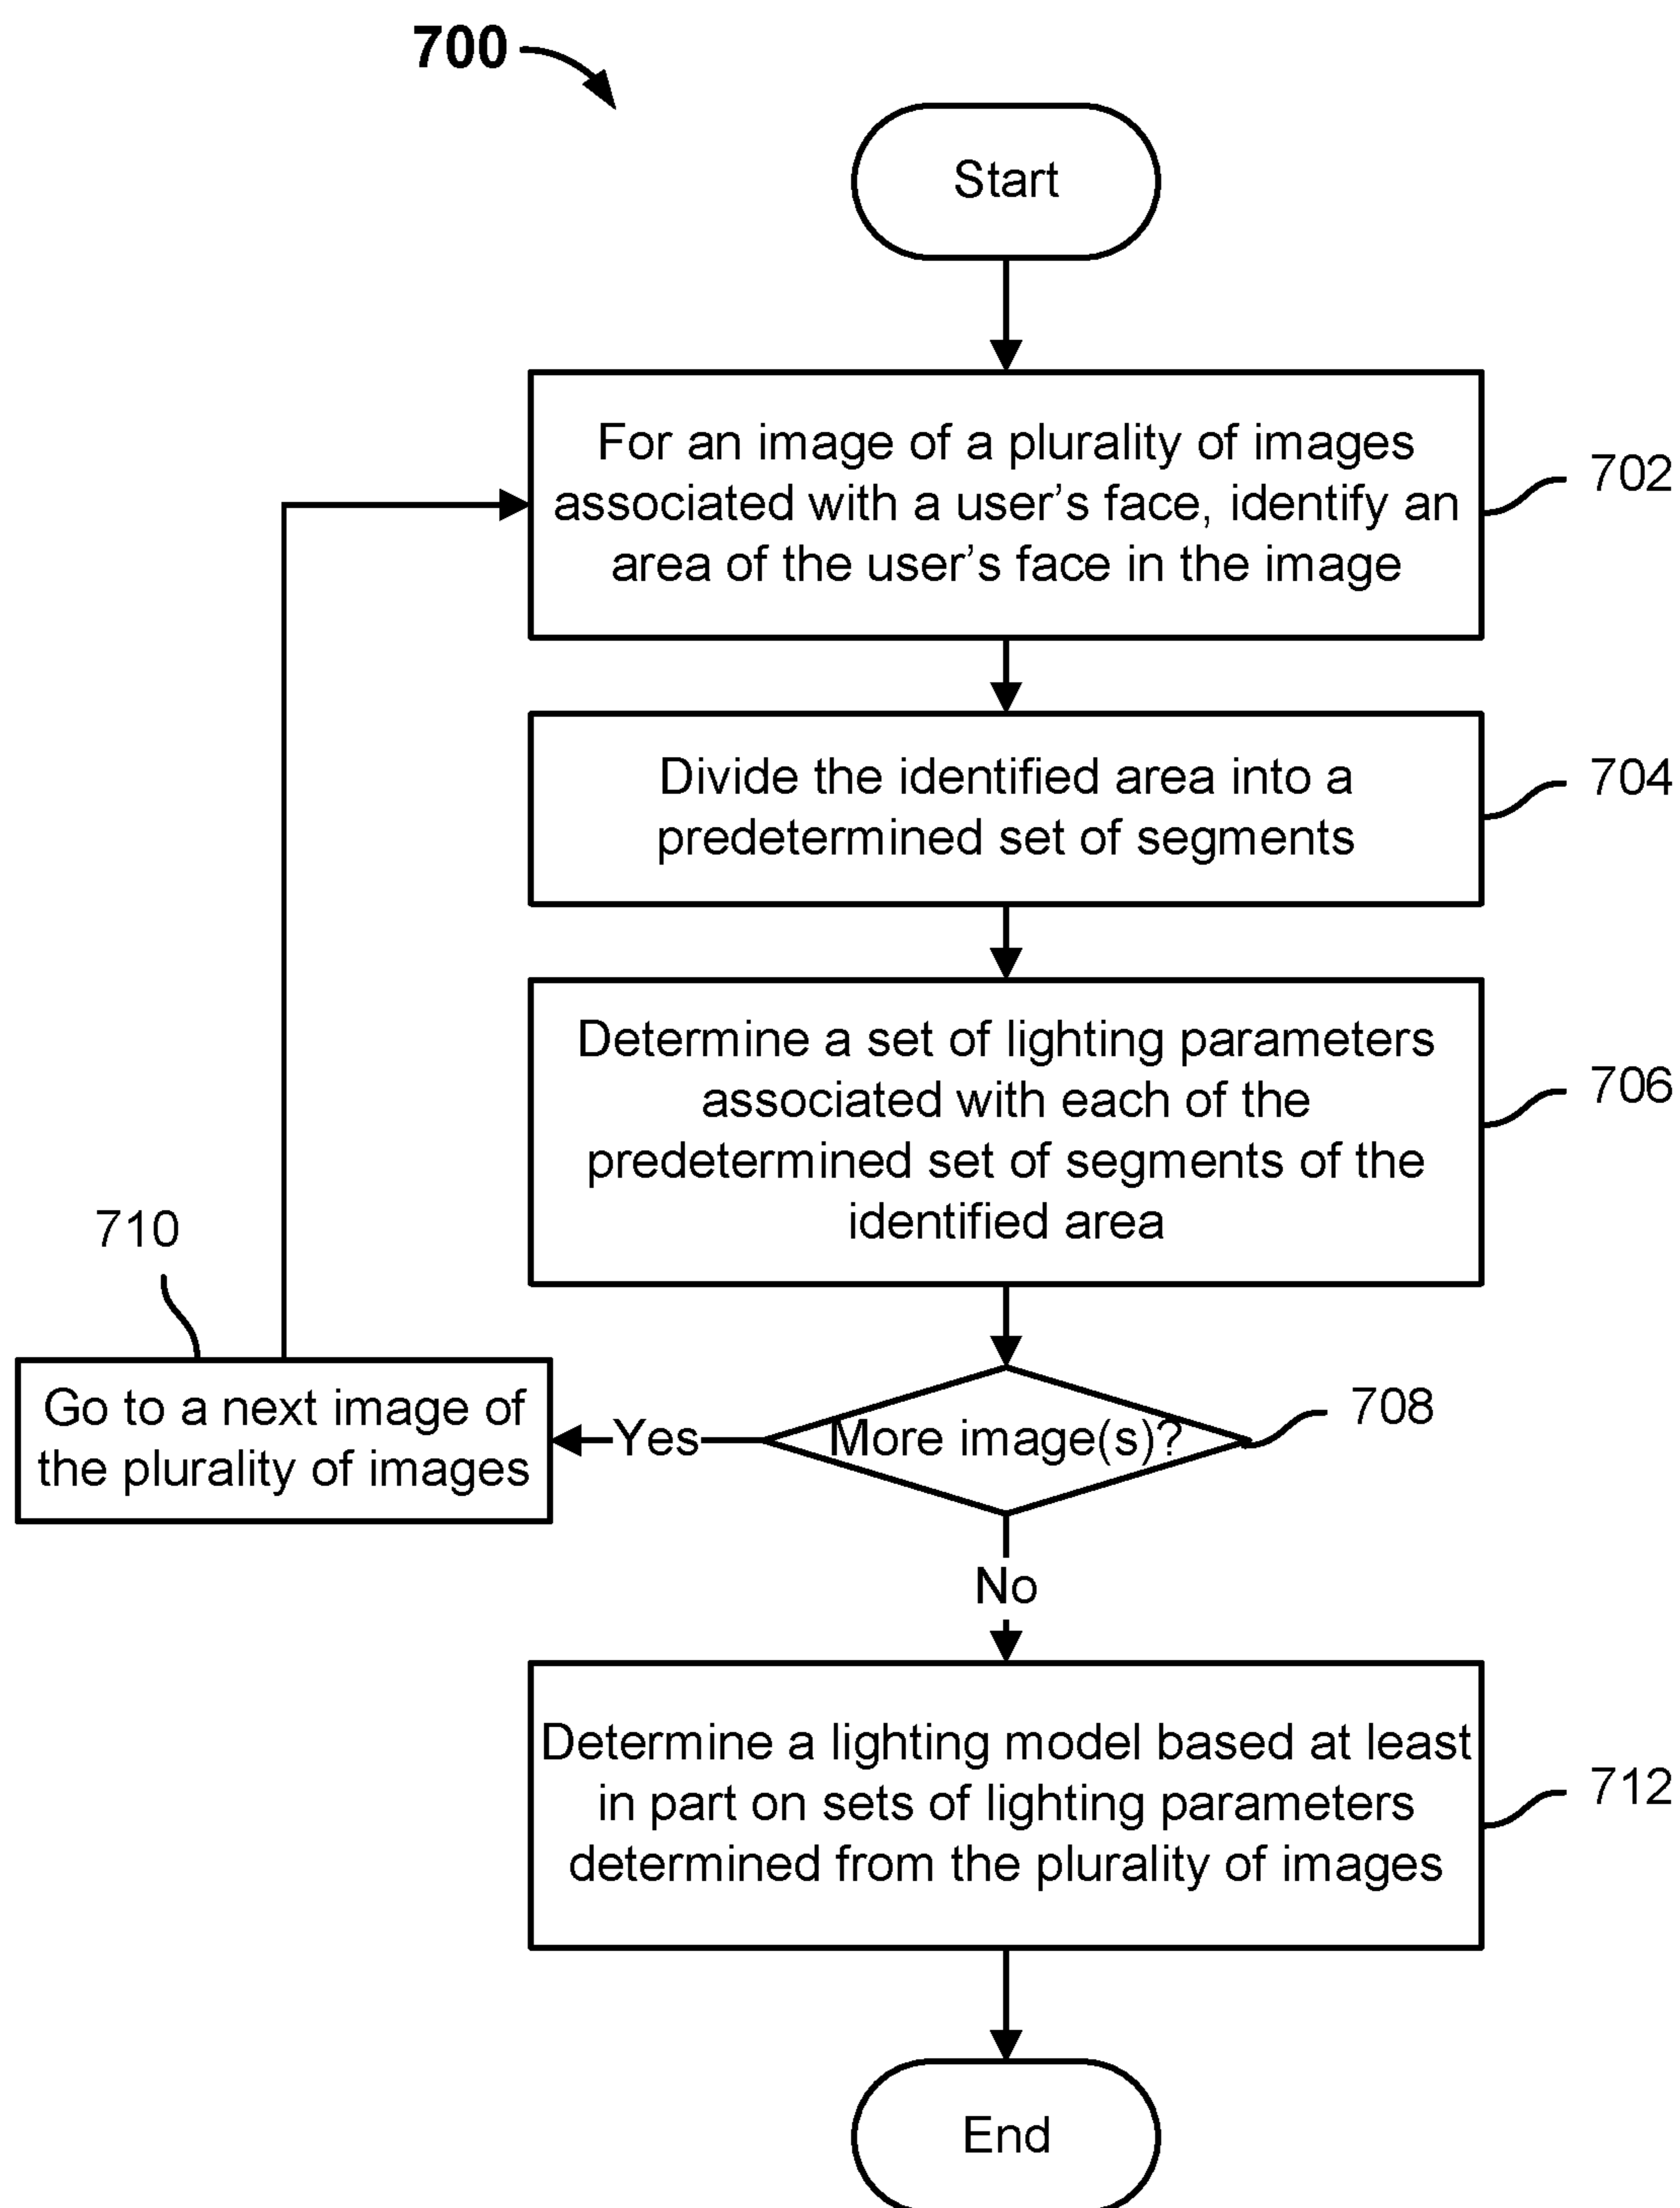 700
Start
For an image of a plurality of images
associated with a user’s face, identify an
area of the user’s face in the image
702
Divide the identified area into a
predetermined set of segments
704
Determine a set of lighting parameters
associated with each of the
predetermined set of segments of the
identified area
706
710
Go to a next image of
the plurality of images
Yes
More image(s)?
708
No
Determine a lighting model based at least
in part on sets of lighting parameters
determined from the plurality of images
712
End